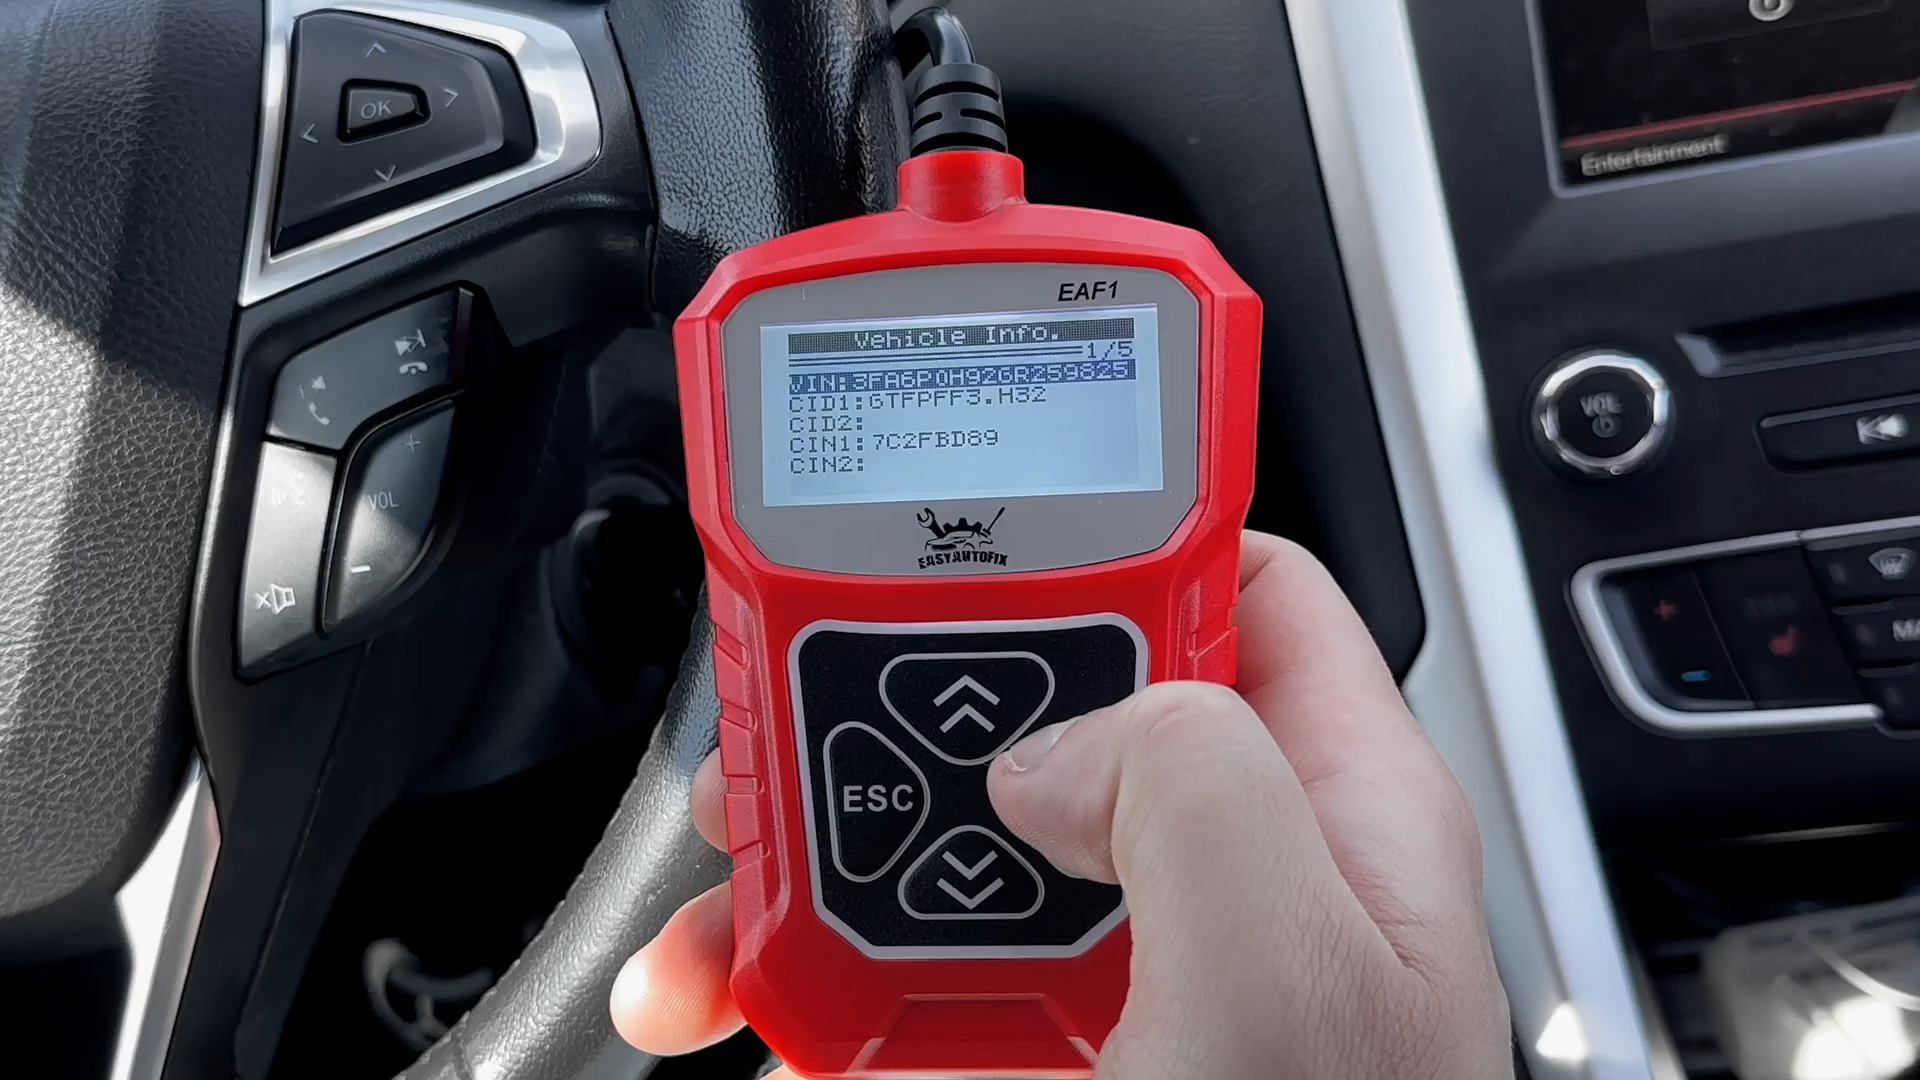 OK
VOL
EAF1
Vehicle Info.
1/5
VIN:3FA6P0H92GR259825
CID1:GTFPFF3.H32
CID2:
CIN1:7C2FBD89
CIN2:
EASYAUTOFIX
ESC
Entertainment
VOL